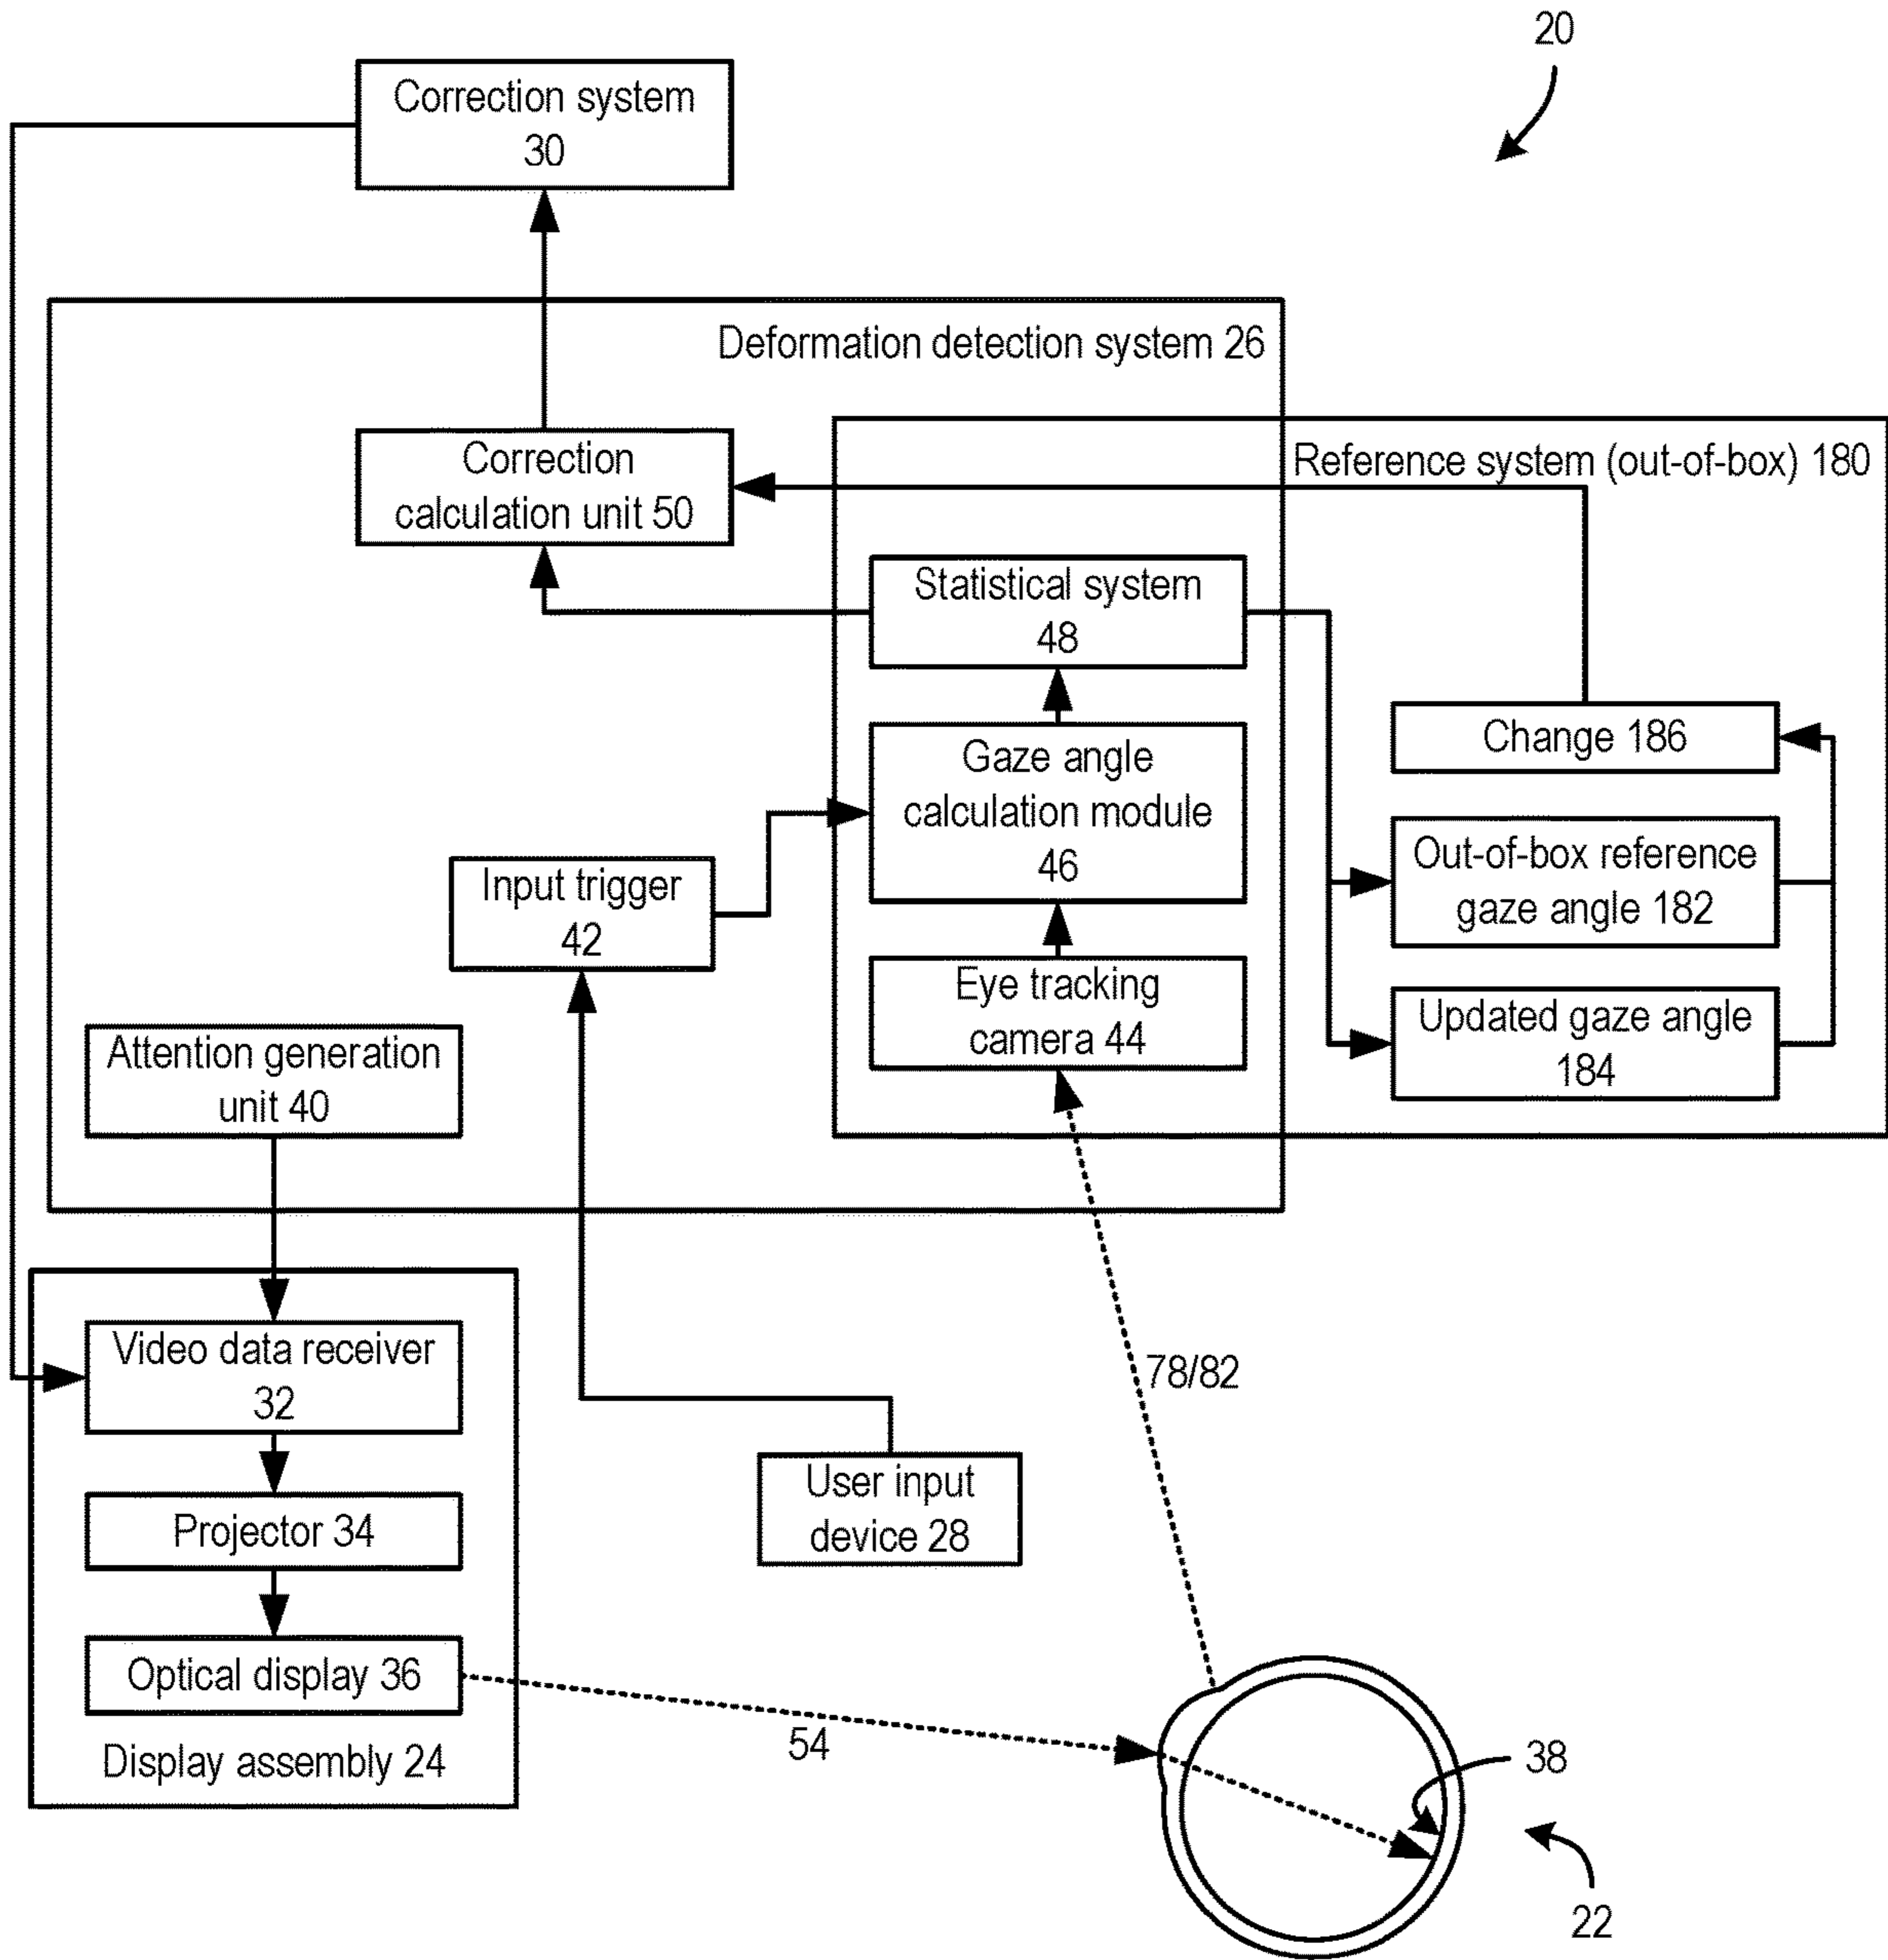 20
Correction system
30
Deformation detection system 26
Correction
calculation unit 50
Reference system (out-of-box) 180
Statistical system
48
Change 186
Gaze angle
calculation module
46
Out-of-box reference
gaze angle 182
Input trigger
42
Eye tracking
camera 44
Updated gaze angle
184
Attention generation
unit 40
Video data receiver
32
78/82
User input
device 28
Projector 34
Optical display 36
54
Display assembly 24
38
22